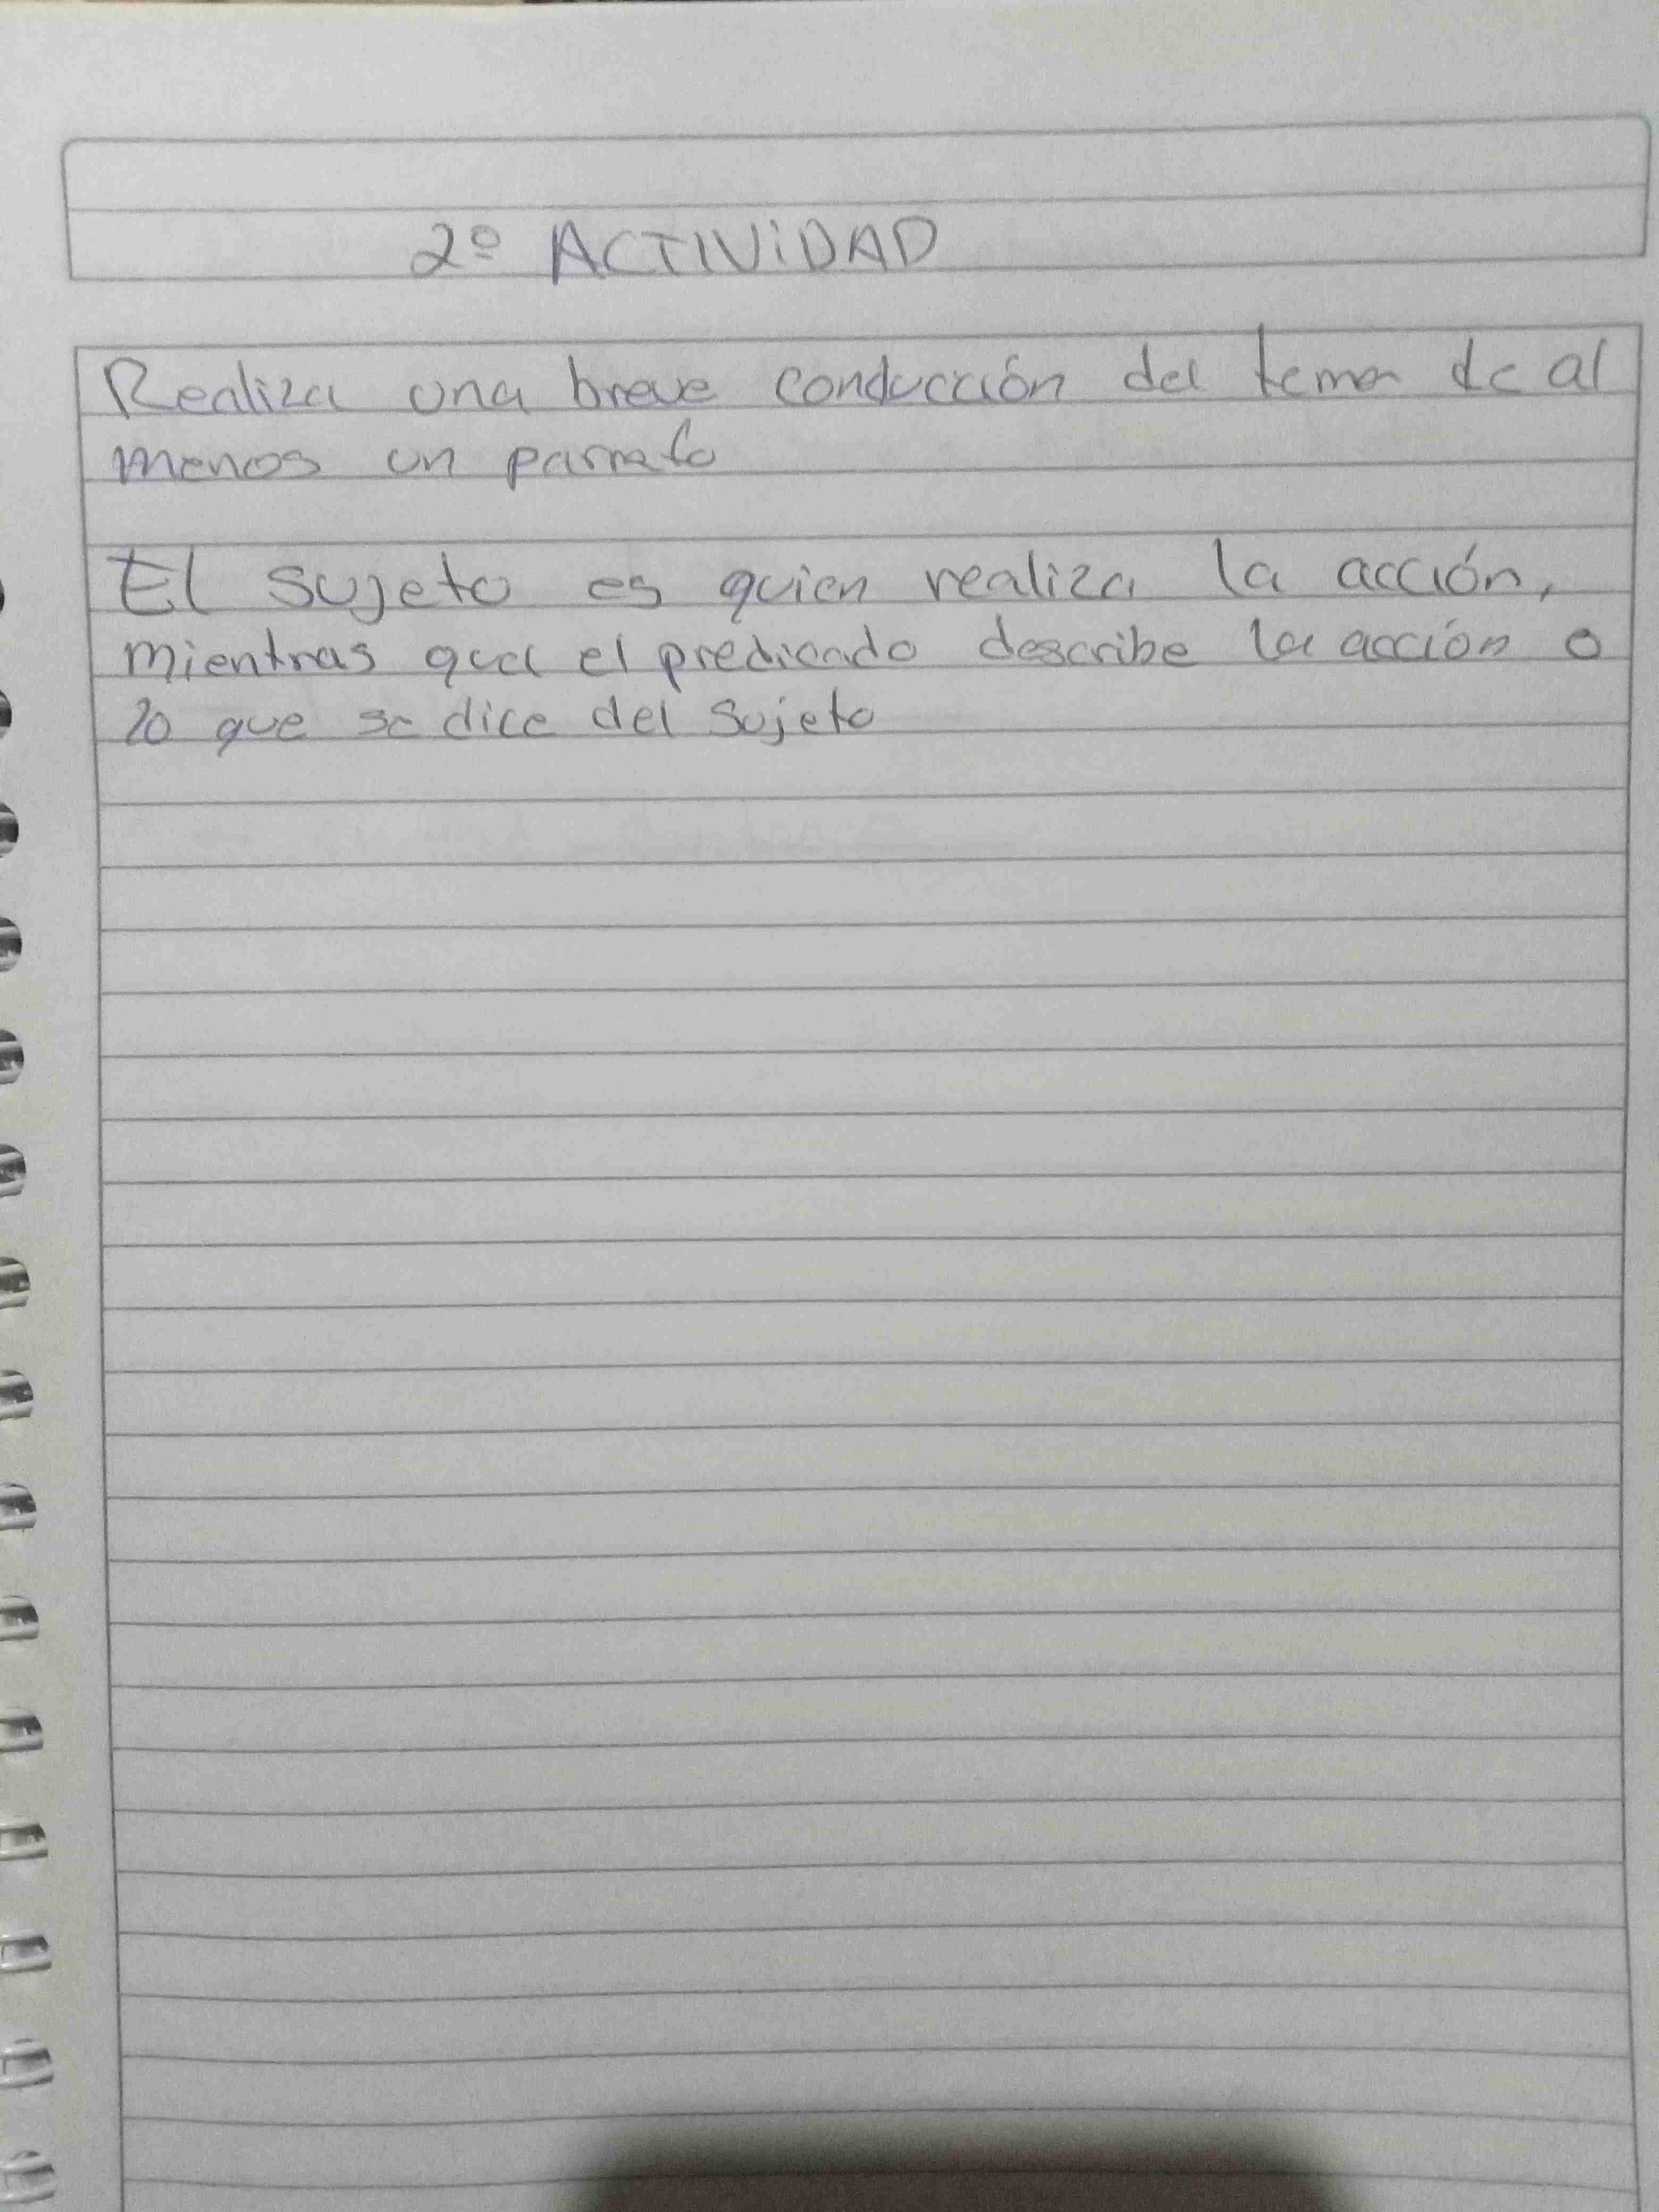 2º ACTIVIDAD
Realiza una breve conducción del tema de al
menos un parrafo
El sujeto es quien realiza la acción,
mientras que el predicado describe la acción o
lo que se dice del sujeto